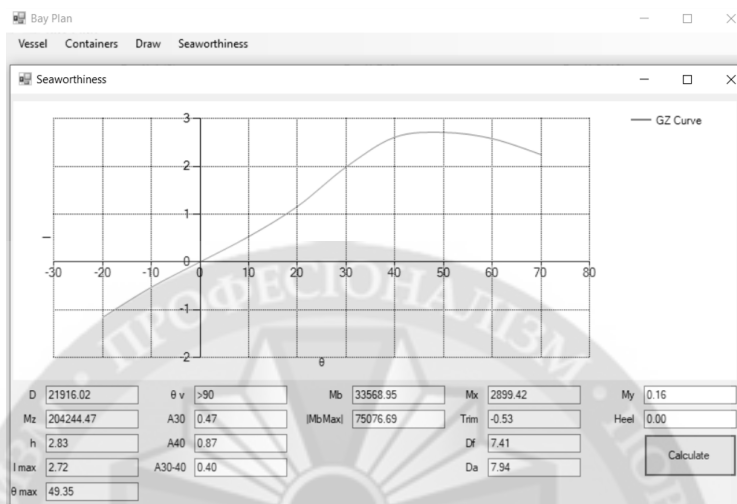 Bay Plan
Vessel Containers Draw Seaworthiness
Seaworthiness
GZ Curve
3
2
1
0
-1
-2
l
-30 -20 -10 0 10 20 30 40 50 60 70 80
θ
D 21916.02 θ v >90 Mb 33568.95 Mx 2899.42 My 0.16
Mz 204244.47 A30 0.47 |MbMax| 75076.69 Trim -0.53 Heel 0.00
h 2.83 A40 0.87 Df 7.41 Calculate
l max 2.72 A30-40 0.40 Da 7.94
θ max 49.35
ПРОФЕСІОНАЛІЗМ